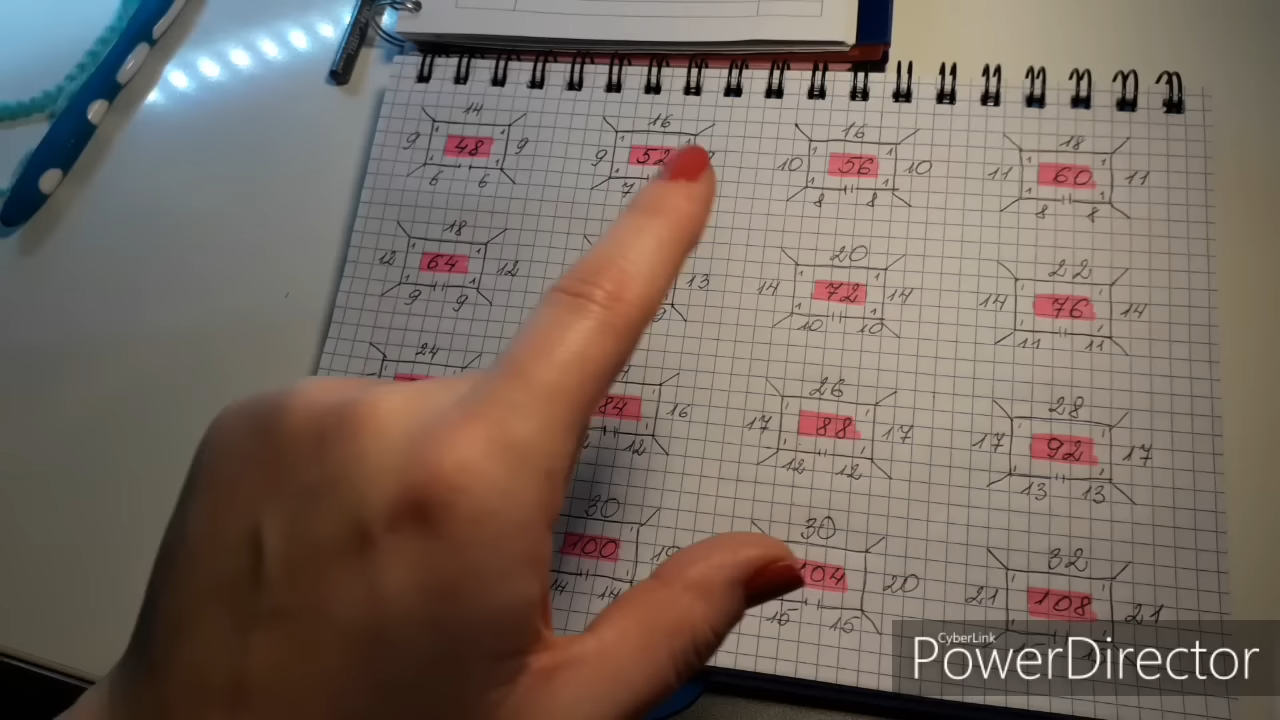 14 16 16 18
9 48 9 9 52 10 56 10 11 60 11
6 6 7 8 8 8 8
18 20 22
12 64 12 13 14 72 14 14 76 14
9 9 9 10 10 11 11
24 26 28
84 16 17 88 17 17 92 17
12 12 12 13 13
30 30 32
100 104 20 21 108 21
14 14 15 15
CyberLink
PowerDirector